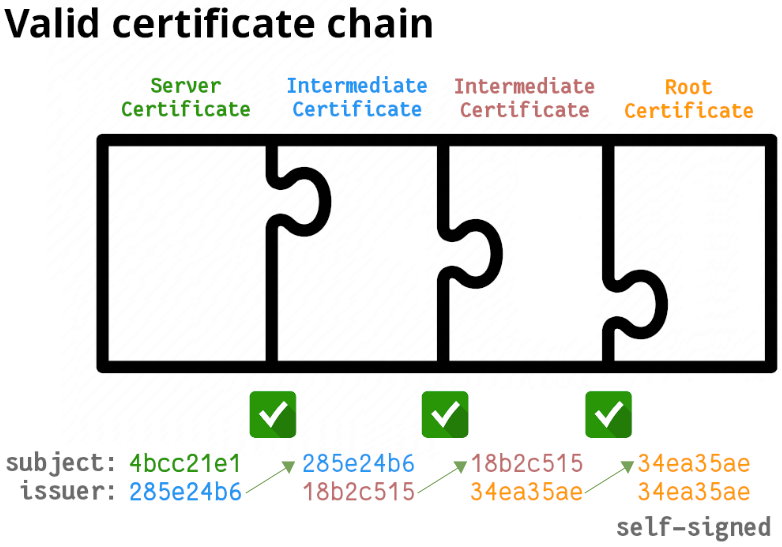 Valid certificate chain
Server Certificate
Intermediate Certificate
Intermediate Certificate
Root Certificate
subject: 4bcc21e1 285e24b6 18b2c515 34ea35ae
issuer: 285e24b6 18b2c515 34ea35ae 34ea35ae
self-signed